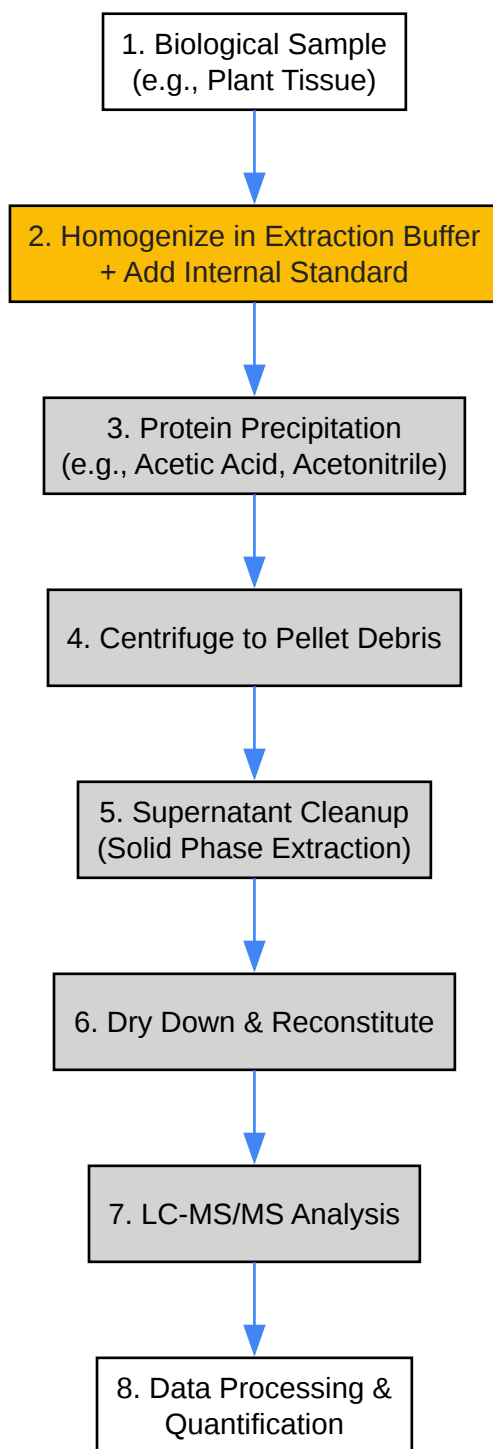 1. Biological Sample
(e.g., Plant Tissue)
2. Homogenize in Extraction Buffer
+ Add Internal Standard
3. Protein Precipitation
(e.g., Acetic Acid, Acetonitrile)
4. Centrifuge to Pellet Debris
5. Supernatant Cleanup
(Solid Phase Extraction)
6. Dry Down & Reconstitute
7. LC-MS/MS Analysis
8. Data Processing &
Quantification